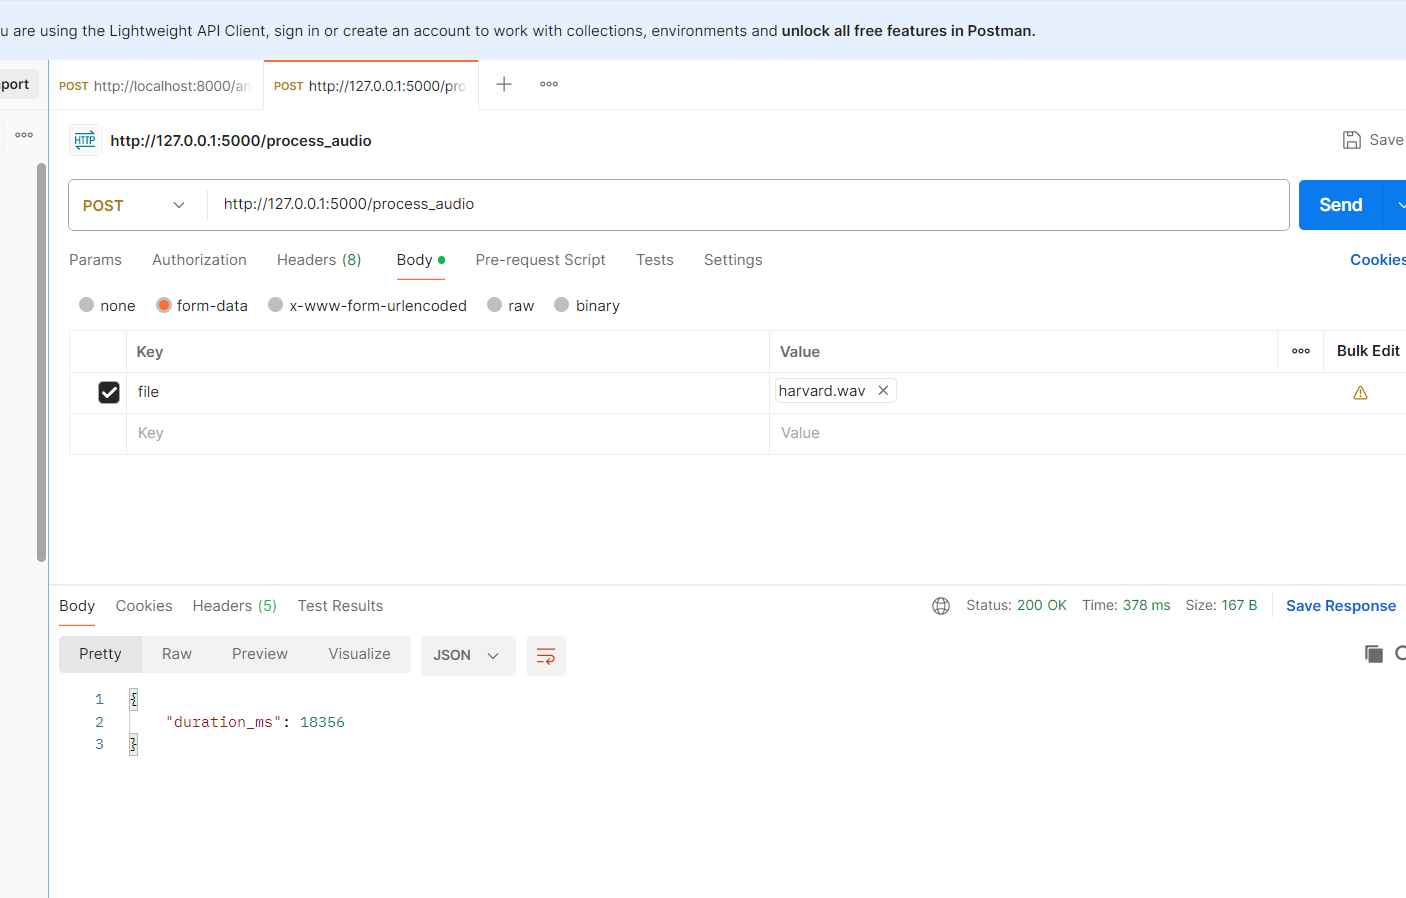 u are using the Lightweight API Client, sign in or create an account to work with collections, environments and unlock all free features in Postman.
port
POST http://localhost:8000/an
POST http://127.0.0.1:5000/pro
HTTP http://127.0.0.1:5000/process_audio
Save
POST http://127.0.0.1:5000/process_audio
Send
Params Authorization Headers (8) Body Pre-request Script Tests Settings
Cookies
none form-data x-www-form-urlencoded raw binary
Key Value Bulk Edit
file harvard.wav
Key Value
Body Cookies Headers (5) Test Results
Status: 200 OK Time: 378 ms Size: 167 B Save Response
Pretty Raw Preview Visualize JSON
1 {
2 "duration_ms": 18356
3 }